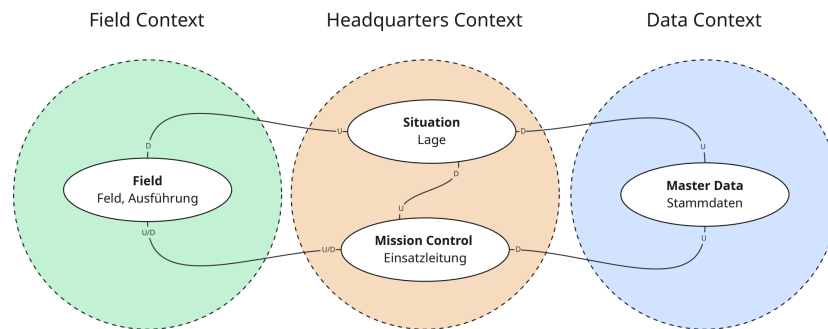 Field Context
Headquarters Context
Data Context
Situation
Lage
D
U
D
U
D
Field
Feld, Ausführung
Master Data
Stammdaten
U
U/D
U
Mission Control
Einsatzleitung
U/D
D